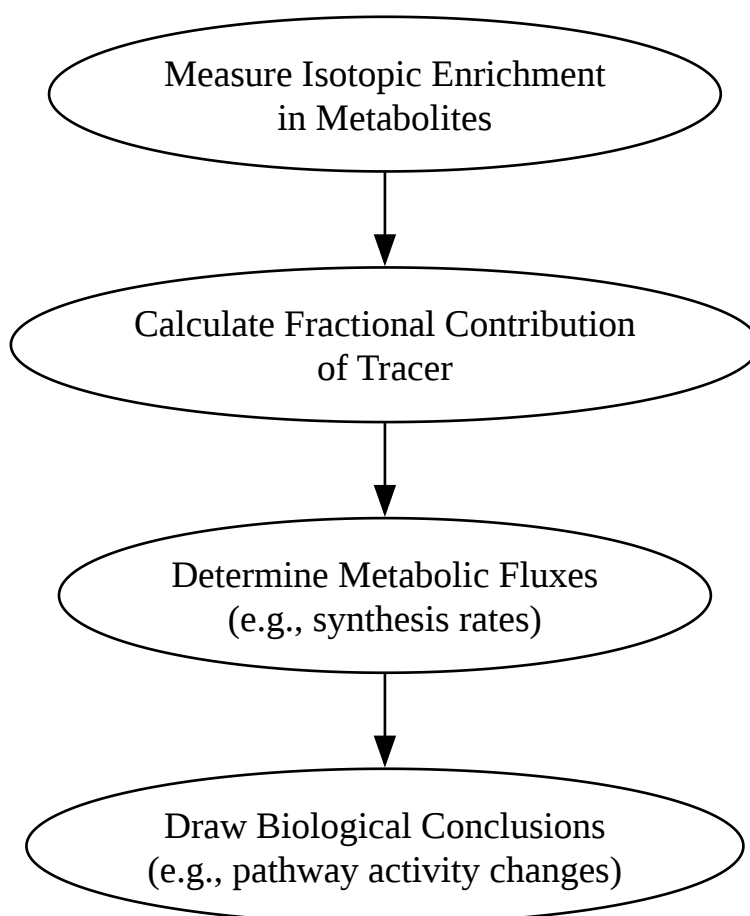 Measure Isotopic Enrichment
in Metabolites
Calculate Fractional Contribution
of Tracer
Determine Metabolic Fluxes
(e.g., synthesis rates)
Draw Biological Conclusions
(e.g., pathway activity changes)